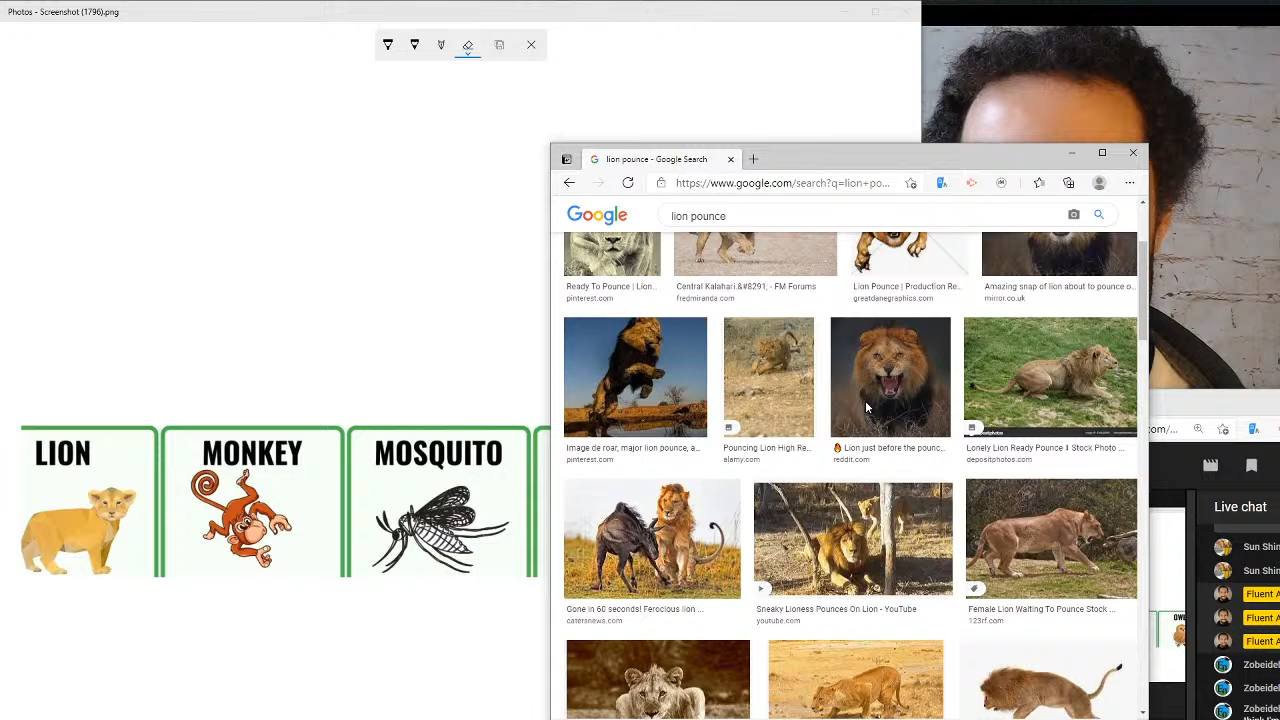 Photos - Screenshot (1796).png
lion pounce - Google Search
https://www.google.com/search?q=lion+po...
Google
lion pounce
Ready To Pounce | Lion...
pinterest.com
Central Kalahari.&#8291; - FM Forums
fredmiranda.com
Lion Pounce | Production Re...
greatdanegraphics.com
Amazing snap of lion about to pounce o...
mirror.co.uk
Image de roar, major lion pounce, a...
pinterest.com
Pouncing Lion High Re...
alamy.com
🔥 Lion just before the pounc...
reddit.com
Lonely Lion Ready Pounce ⬇ Stock Photo ...
depositphotos.com
Gone in 60 seconds! Ferocious lion ...
catersnews.com
Sneaky Lioness Pounces On Lion - YouTube
youtube.com
Female Lion Waiting To Pounce Stock ...
123rf.com
LION
MONKEY
MOSQUITO
om/...
Live chat
Sun Shin
Sun Shin
Fluent A
Fluent A
Fluent A
Zobeidel
Zobeidel
Zobeidel